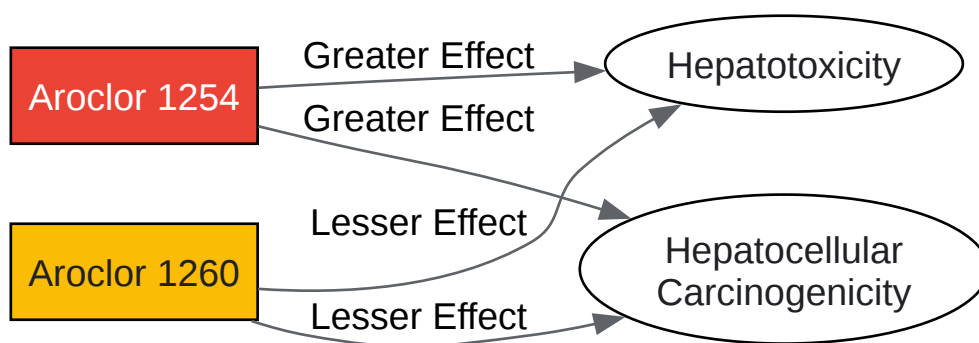 Greater Effect
Hepatotoxicity
Aroclor 1254
Greater Effect
Lesser Effect
Hepatocellular
Carcinogenicity
Aroclor 1260
Lesser Effect